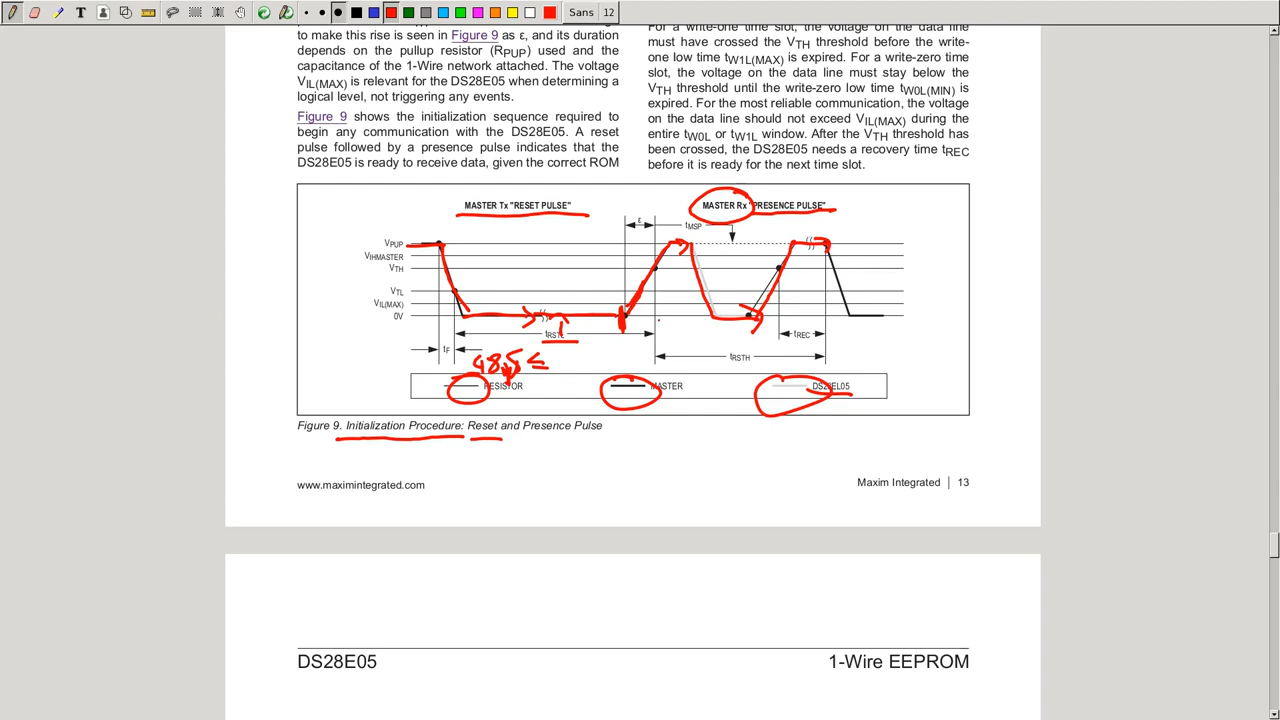 Sans 12
to make this rise is seen in Figure 9 as ε, and its duration
depends on the pullup resistor (RPUP) used and the
capacitance of the 1-Wire network attached. The voltage
VIL(MAX) is relevant for the DS28E05 when determining a
logical level, not triggering any events.
Figure 9 shows the initialization sequence required to
begin any communication with the DS28E05. A reset
pulse followed by a presence pulse indicates that the
DS28E05 is ready to receive data, given the correct ROM
For a write-one time slot, the voltage on the data line
must have crossed the VTH threshold before the write-
one low time tW1L(MAX) is expired. For a write-zero time
slot, the voltage on the data line must stay below the
VTH threshold until the write-zero low time tW0L(MIN) is
expired. For the most reliable communication, the voltage
on the data line should not exceed VIL(MAX) during the
entire tW0L or tW1L window. After the VTH threshold has
been crossed, the DS28E05 needs a recovery time tREC
before it is ready for the next time slot.
MASTER Tx "RESET PULSE"
MASTER Rx "PRESENCE PULSE"
ε
tMSP
VPUP
VIHMASTER
VTH
VTL
VIL(MAX)
0V
tRSTL
tREC
tF
tRSTH
RESISTOR
MASTER
Figure 9. Initialization Procedure: Reset and Presence Pulse
www.maximintegrated.com
Maxim Integrated | 13
DS28E05
1-Wire EEPROM